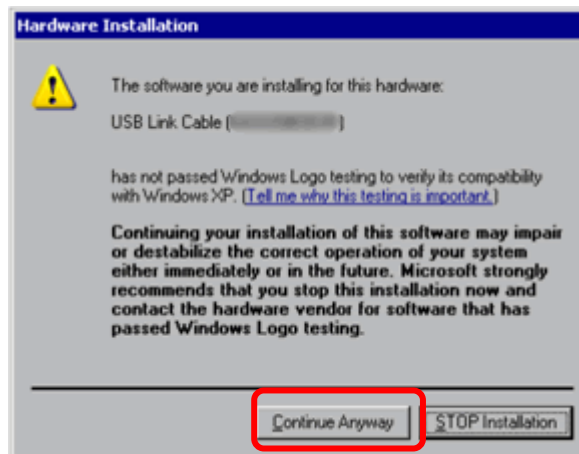 Hardware Installation
The software you are installing for this hardware:
USB Link Cable ( )
has not passed Windows Logo testing to verify its compatibility
with Windows XP. (Tell me why this testing is important.)
Continuing your installation of this software may impair
or destabilize the correct operation of your system
either immediately or in the future. Microsoft strongly
recommends that you stop this installation now and
contact the hardware vendor for software that has
passed Windows Logo testing.
Continue Anyway STOP Installation